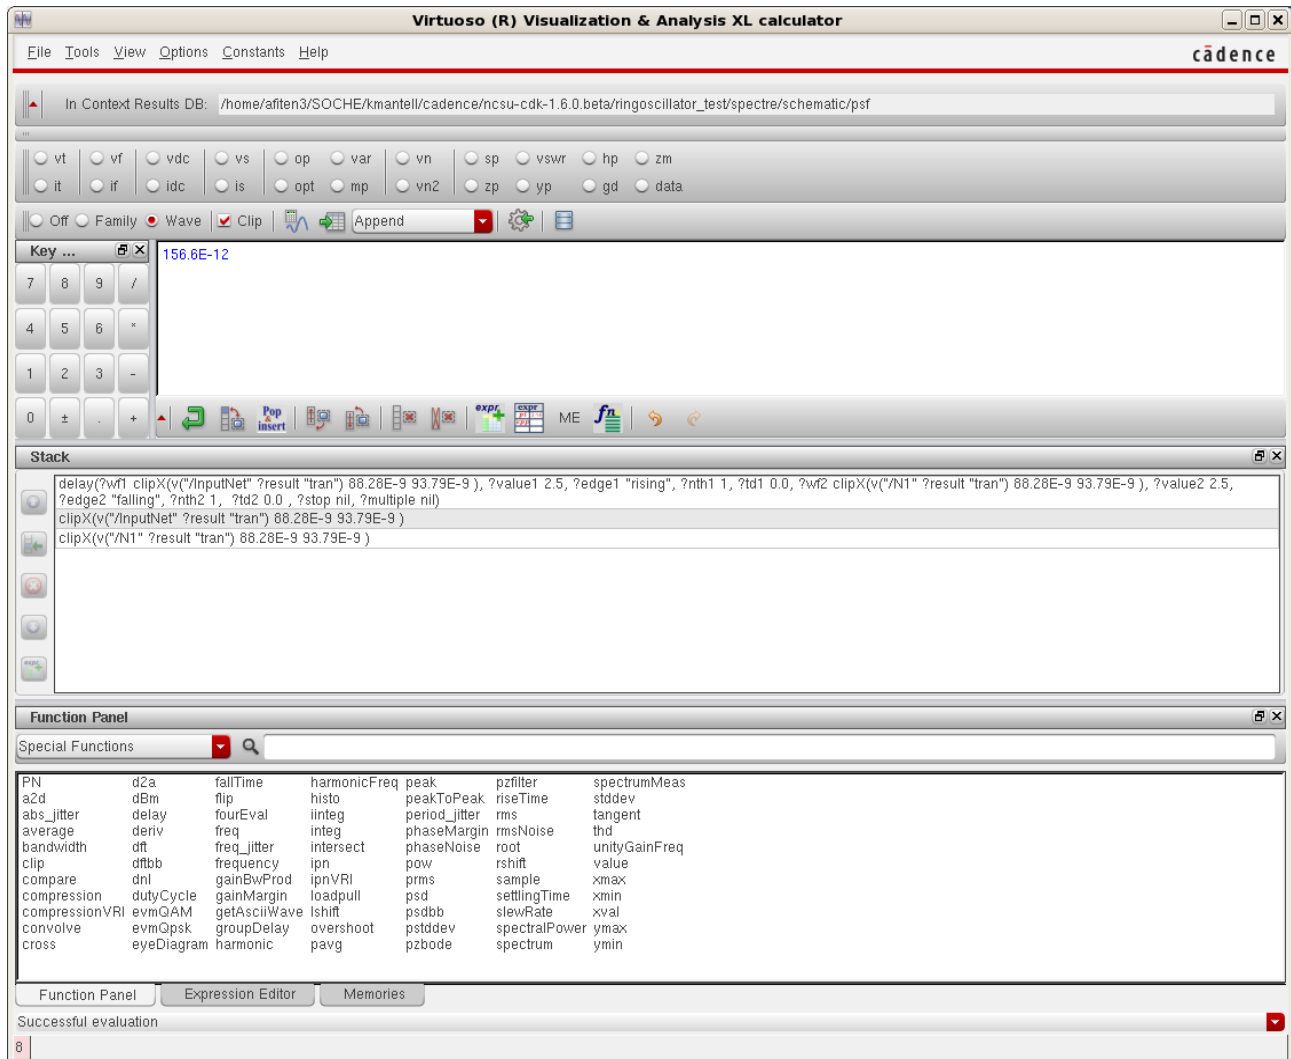 Virtuoso (R) Visualization & Analysis XL calculator
File Tools View Options Constants Help
cādence
In Context Results DB: /home/afiten3/SOCHE/kmantell/cadence/ncsu-cdk-1.6.0.beta/ringoscillator_test/spectre/schematic/psf
vt vf vdc vs op var vn sp vswr hp zm
it if idc is opt mp vn2 zp yp gd data
Off Family Wave Clip Append
Key ...
156.6E-12
7 8 9 /
4 5 6 *
1 2 3 -
0 ± . +
Pop & insert expr expr ME fn
Stack
delay(?wf1 clipX(v("/InputNet" ?result "tran") 88.28E-9 93.79E-9 ), ?value1 2.5, ?edge1 "rising", ?nth1 1, ?td1 0.0, ?wf2 clipX(v("/N1" ?result "tran") 88.28E-9 93.79E-9 ), ?value2 2.5,
?edge2 "falling", ?nth2 1, ?td2 0.0 , ?stop nil, ?multiple nil)
clipX(v("/InputNet" ?result "tran") 88.28E-9 93.79E-9 )
clipX(v("/N1" ?result "tran") 88.28E-9 93.79E-9 )
expr
Function Panel
Special Functions
PN d2a fallTime harmonicFreq peak pzfilter spectrumMeas
a2d dBm flip histo peakToPeak riseTime stddev
abs_jitter delay fourEval iinteg period_jitter rms tangent
average deriv freq integ phaseMargin rmsNoise thd
bandwidth dft freq_jitter intersect phaseNoise root unityGainFreq
clip dftbb frequency ipn pow rshift value
compare dnl gainBwProd ipnVRI prms sample xmax
compression dutyCycle gainMargin loadpull psd settlingTime xmin
compressionVRI evmQAM getAsciiWave lshift psdbb slewRate xval
convolve evmQpsk groupDelay overshoot pstddev spectralPower ymax
cross eyeDiagram harmonic pavg pzbode spectrum ymin
Function Panel Expression Editor Memories
Successful evaluation
8